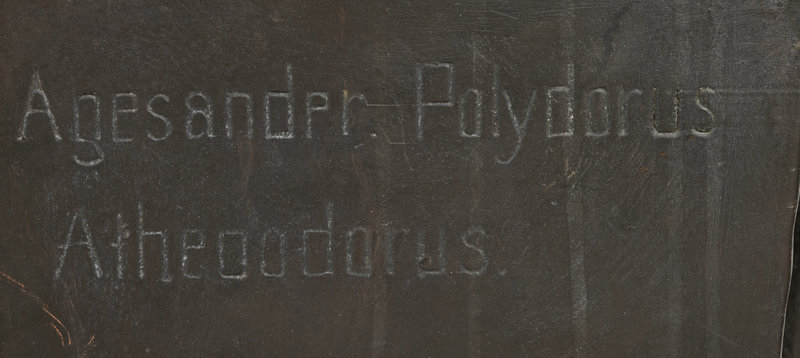 Agesander. Polydorus
Atheoodorus.